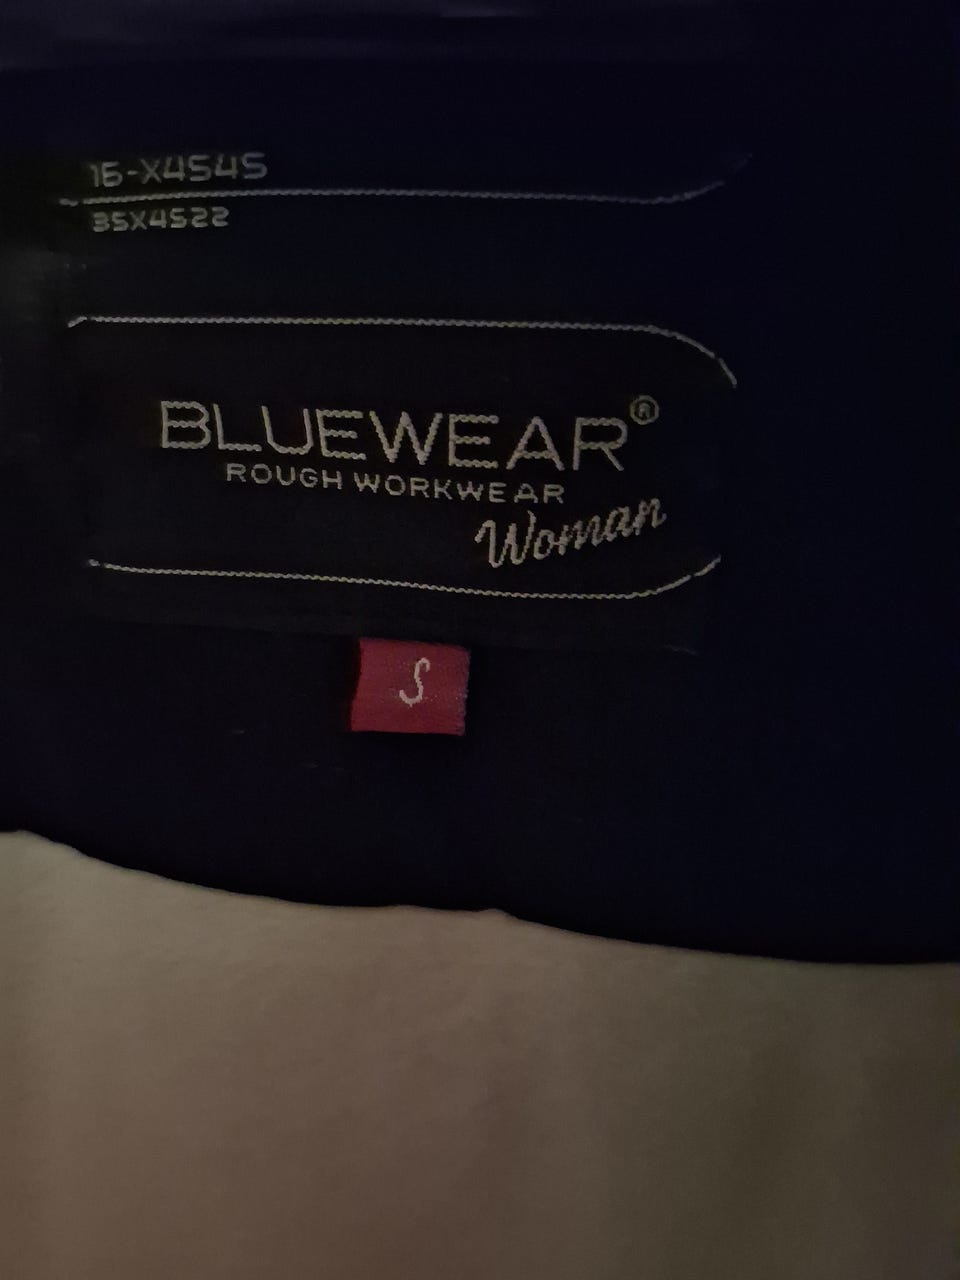 16-X4545
35X4522
BLUEWEAR®
ROUGH WORKWEAR
Woman
S